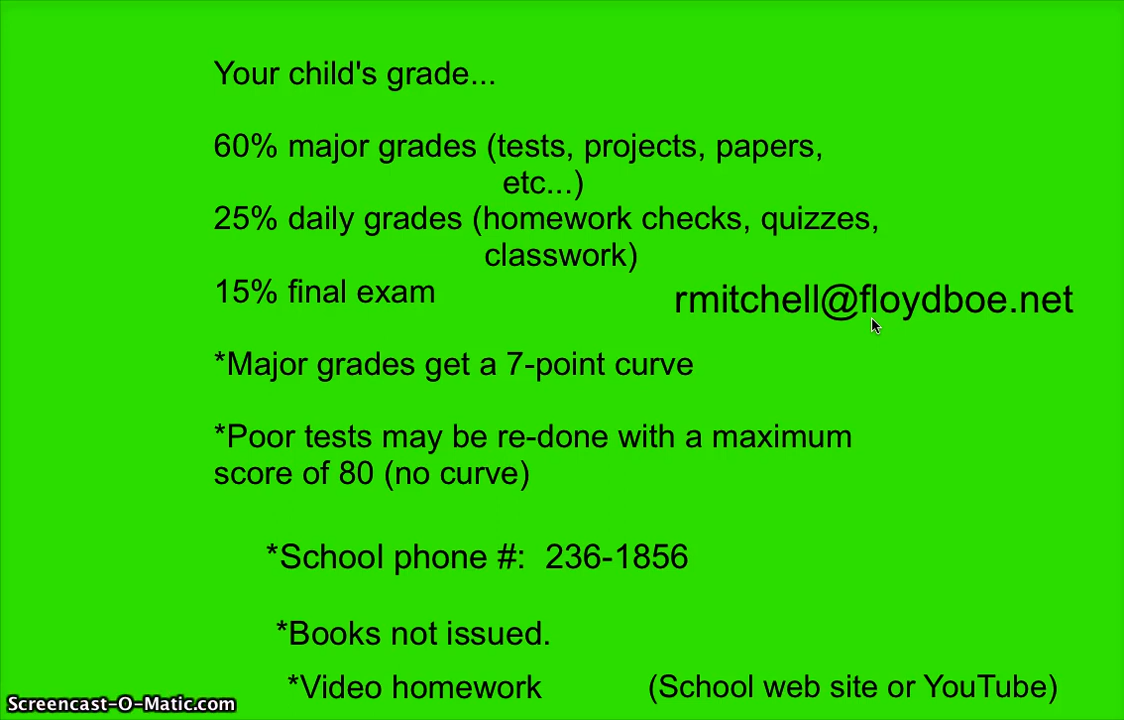 Your child's grade...
60% major grades (tests, projects, papers,
etc...)
25% daily grades (homework checks, quizzes,
classwork)
15% final exam
rmitchell@floydboe.net
*Major grades get a 7-point curve
*Poor tests may be re-done with a maximum
score of 80 (no curve)
*School phone #:  236-1856
*Books not issued.
*Video homework
(School web site or YouTube)
Screencast-O-Matic.com